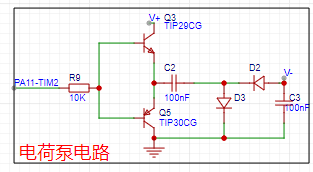 V+ Q3
TIP29CG
PA11-TIM2
R9
10K
C2
100nF
D2
V-
D3
C3
100nF
Q5
TIP30CG
电荷泵电路